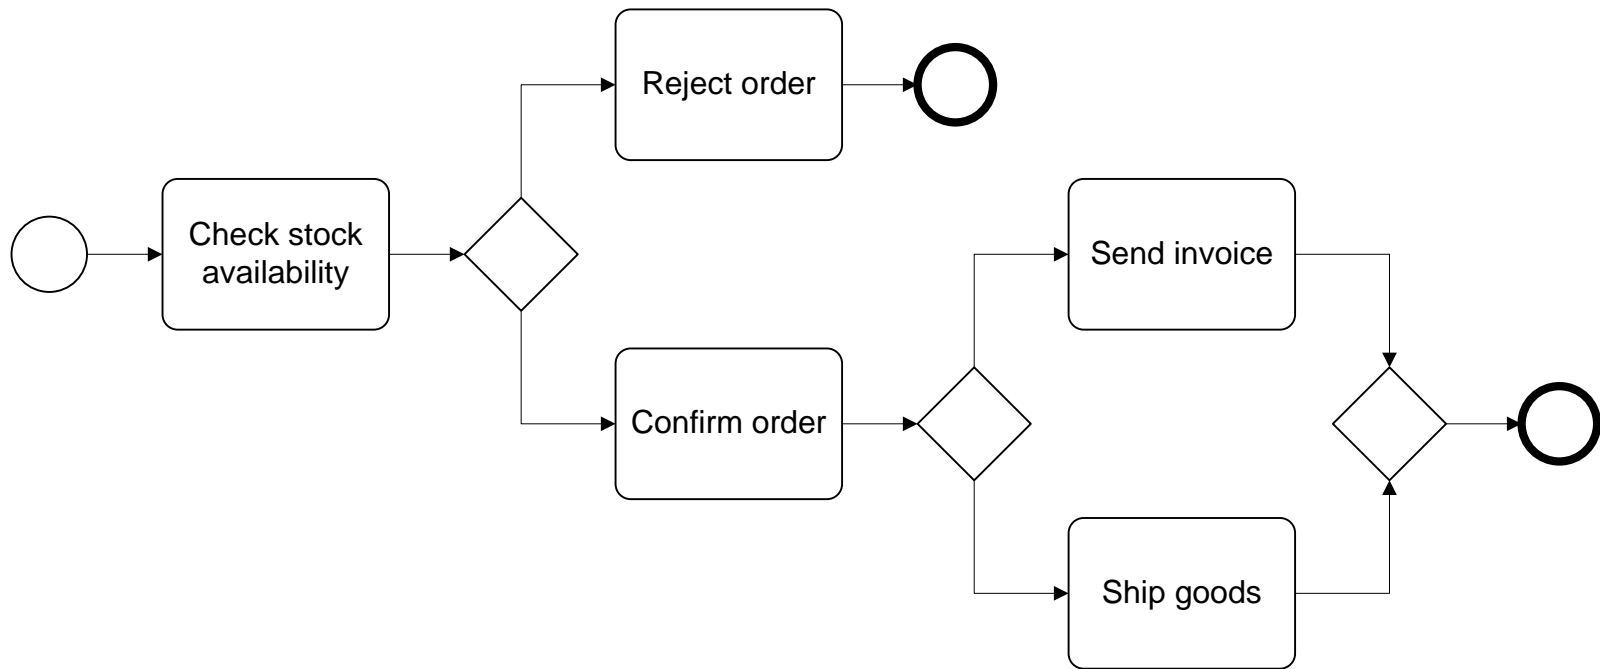 Reject order
Check stock
availability
Send invoice
Confirm order
Ship goods